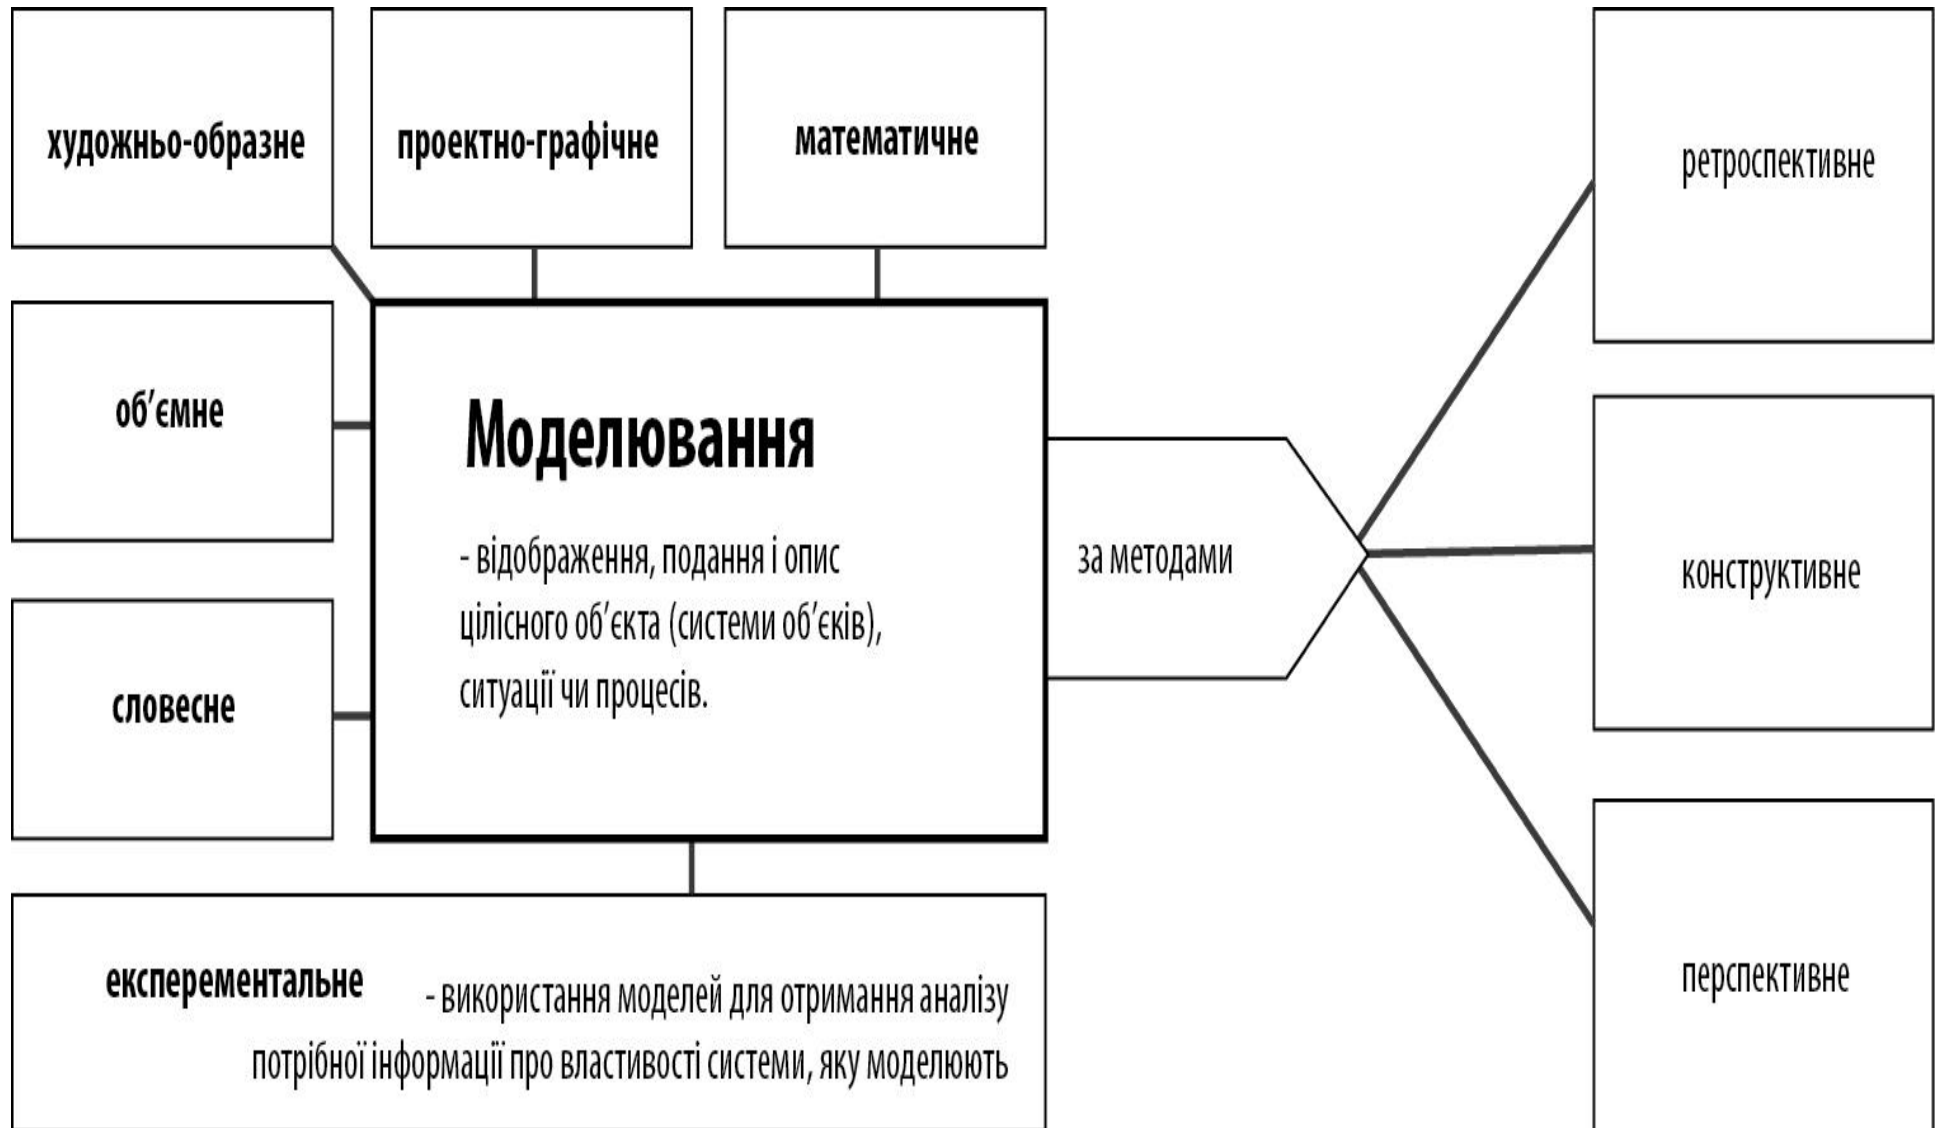 художньо-образне
проектно-графічне
математичне
ретроспективне
об’ємне
Моделювання
- відображення, подання і опис
цілісного об’єкта (системи об’єків),
ситуації чи процесів.
за методами
конструктивне
словесне
експерементальне - використання моделей для отримання аналізу
потрібної інформації про властивості системи, яку моделюють
перспективне